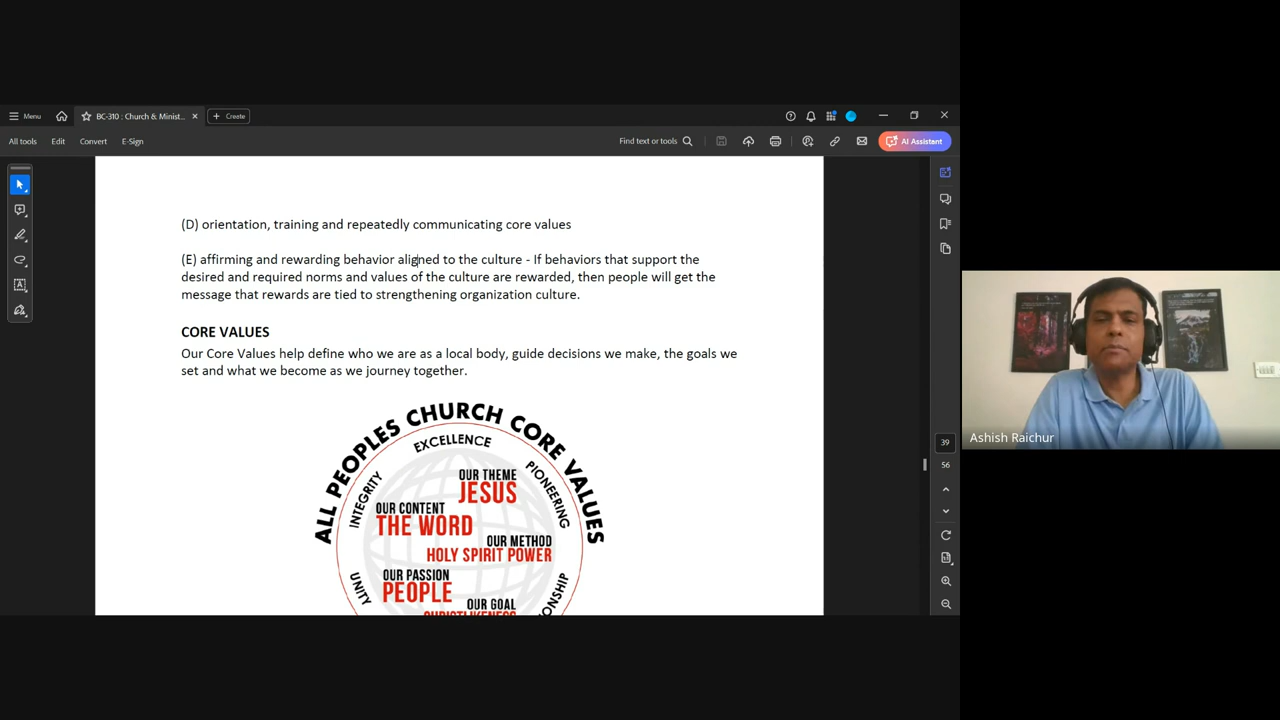 Menu
BC-310 : Church & Minist...
Create
All tools
Edit
Convert
E-Sign
Find text or tools
AI Assistant
(D) orientation, training and repeatedly communicating core values
(E) affirming and rewarding behavior aligned to the culture - If behaviors that support the
desired and required norms and values of the culture are rewarded, then people will get the
message that rewards are tied to strengthening organization culture.
CORE VALUES
Our Core Values help define who we are as a local body, guide decisions we make, the goals we
set and what we become as we journey together.
ALL PEOPLES CHURCH CORE VALUES
EXCELLENCE
INTEGRITY
PIONEERING
UNITY
OUR THEME
JESUS
OUR CONTENT
THE WORD
OUR METHOD
HOLY SPIRIT POWER
OUR PASSION
PEOPLE
OUR GOAL
39
56
Ashish Raichur